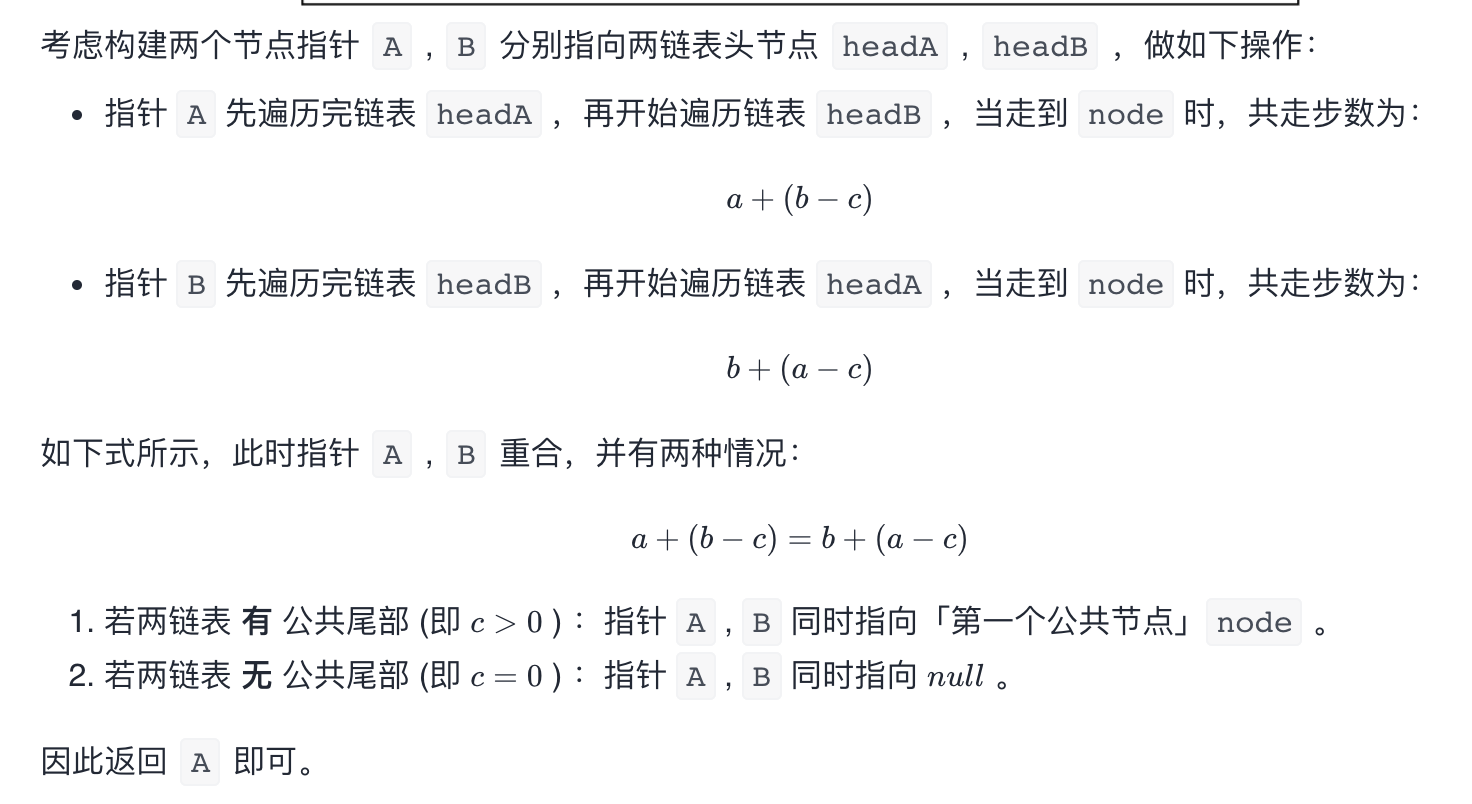 考虑构建两个节点指针 A , B 分别指向两链表头节点 headA , headB ，做如下操作：
• 指针 A 先遍历完链表 headA ，再开始遍历链表 headB ，当走到 node 时，共走步数为：
a + (b − c)
• 指针 B 先遍历完链表 headB ，再开始遍历链表 headA ，当走到 node 时，共走步数为：
b + (a − c)
如下式所示，此时指针 A , B 重合，并有两种情况：
a + (b − c) = b + (a − c)
1. 若两链表 有 公共尾部 (即 c > 0 ) ： 指针 A , B 同时指向「第一个公共节点」 node 。
2. 若两链表 无 公共尾部 (即 c = 0 ) ： 指针 A , B 同时指向 null 。
因此返回 A 即可。